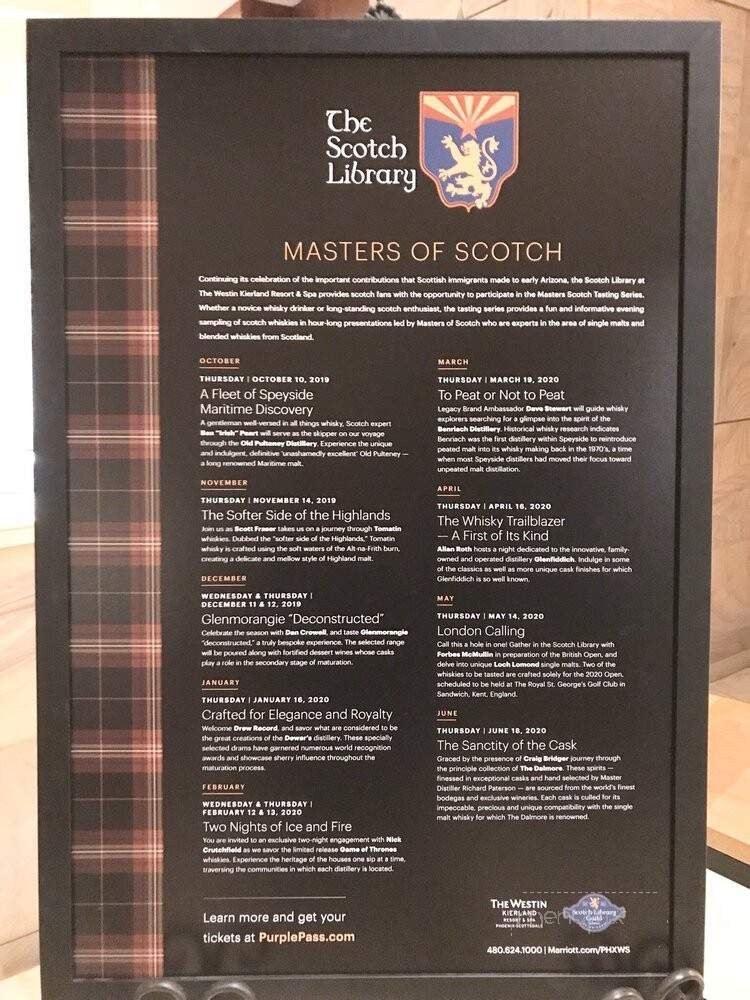 The
Scotch
Library
MASTERS OF SCOTCH
Continuing its celebration of the important contributions that Scottish immigrants made to early Arizona, the Scotch Library at
The Westin Kierland Resort & Spa provides scotch fans with the opportunity to participate in the Masters Scotch Tasting Series.
Whether a novice whisky drinker or long-standing scotch enthusiast, the tasting series provides a fun and informative evening
sampling of scotch whiskies in hour-long presentations led by Masters of Scotch who are experts in the area of single malts and
blended whiskies from Scotland.
OCTOBER
THURSDAY | OCTOBER 10, 2019
A Fleet of Speyside
Maritime Discovery
A gentleman well-versed in all things whisky, Scotch expert
Ben "Irish" Peart will serve as the skipper on our voyage
through the Old Pulteney Distillery. Experience the unique
and indulgent, definitive 'unashamedly excellent' Old Pulteney —
a long renowned Maritime malt.
NOVEMBER
THURSDAY | NOVEMBER 14, 2019
The Softer Side of the Highlands
Join us as Scott Fraser takes us on a journey through Tomatin
whiskies. Dubbed the "softer side of the Highlands," Tomatin
whisky is crafted using the soft waters of the Alt-na-Frith burn,
creating a delicate and mellow style of Highland malt.
DECEMBER
WEDNESDAY & THURSDAY |
DECEMBER 11 & 12, 2019
Glenmorangie "Deconstructed"
Celebrate the season with Dan Crowell, and taste Glenmorangie
"deconstructed," a truly bespoke experience. The selected range
will be poured along with fortified dessert wines whose casks
play a role in the secondary stage of maturation.
JANUARY
THURSDAY | JANUARY 16, 2020
Crafted for Elegance and Royalty
Welcome Drew Record, and savor what are considered to be
the great creations of the Dewar's distillery. These specially
selected drams have garnered numerous world recognition
awards and showcase sherry influence throughout the
maturation process.
FEBRUARY
WEDNESDAY & THURSDAY |
FEBRUARY 12 & 13, 2020
Two Nights of Ice and Fire
You are invited to an exclusive two-night engagement with Nick
Crutchfield as we savor the limited release Game of Thrones
whiskies. Experience the heritage of the houses one sip at a time,
traversing the communities in which each distillery is located.
MARCH
THURSDAY | MARCH 19, 2020
To Peat or Not to Peat
Legacy Brand Ambassador Dave Stewart will guide whisky
explorers searching for a glimpse into the spirit of the
Benriach Distillery. Historical whisky research indicates
Benriach was the first distillery within Speyside to reintroduce
peated malt into its whisky making back in the 1970's, a time
when most Speyside distillers had moved their focus toward
unpeated malt distillation.
APRIL
THURSDAY | APRIL 16, 2020
The Whisky Trailblazer
— A First of Its Kind
Allan Roth hosts a night dedicated to the innovative, family-
owned and operated distillery Glenfiddich. Indulge in some
of the classics as well as more unique cask finishes for which
Glenfiddich is so well known.
MAY
THURSDAY | MAY 14, 2020
London Calling
Call this a hole in one! Gather in the Scotch Library with
Forbes McMullin in preparation of the British Open, and
delve into unique Loch Lomond single malts. Two of the
whiskies to be tasted are crafted solely for the 2020 Open,
scheduled to be held at The Royal St. George's Golf Club in
Sandwich, Kent, England.
JUNE
THURSDAY | JUNE 18, 2020
The Sanctity of the Cask
Graced by the presence of Craig Bridger journey through
the principle collection of The Dalmore. These spirits —
finessed in exceptional casks and hand selected by Master
Distiller Richard Paterson — are sourced from the world's finest
bodegas and exclusive wineries. Each cask is culled for its
impeccable, precious and unique compatibility with the single
malt whisky for which The Dalmore is renowned.
Learn more and get your
tickets at PurplePass.com
THE WESTIN
KIERLAND
RESORT & SPA
PHOENIX-SCOTTSDALE
Scotch Library
Guild
480.624.1000 | Marriott.com/PHXWS